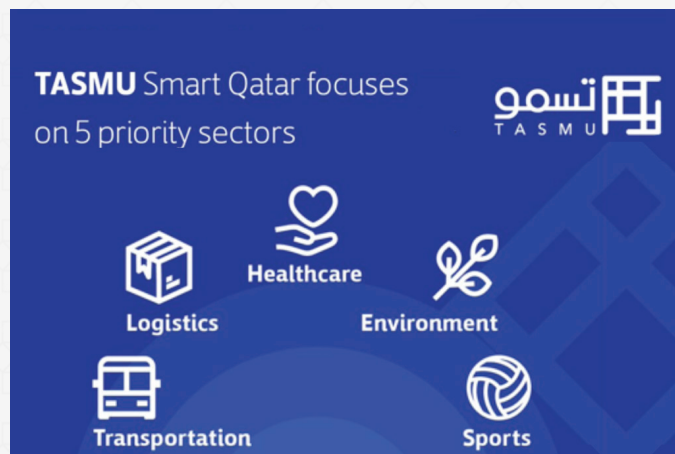 TASMU Smart Qatar focuses
on 5 priority sectors
تسمو
TASMU
Healthcare
Logistics
Environment
Transportation
Sports